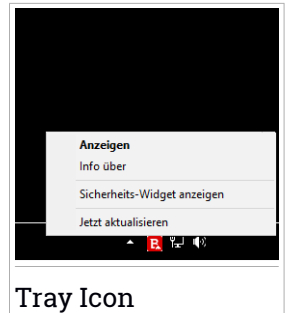 Anzeigen
Info über
Sicherheits-Widget anzeigen
Jetzt aktualisieren
B
Tray Icon